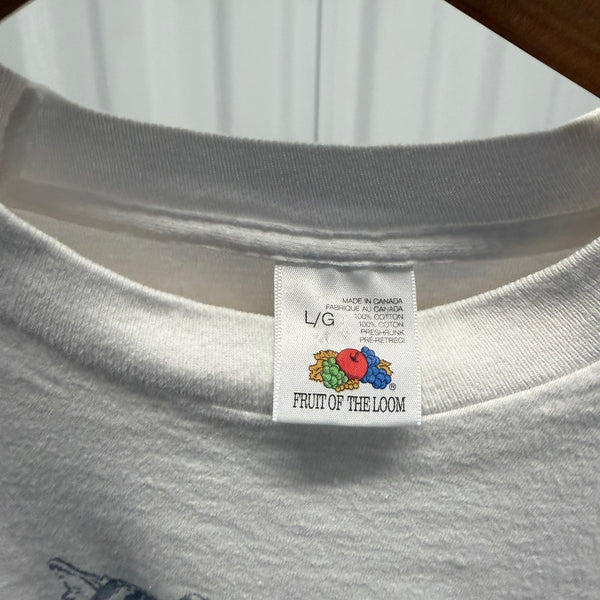 L/G
MADE IN CANADA
FABRIQUE AU CANADA
100% COTTON
100% COTON
PRESHRUNK
PRE-RETRECI
®
FRUIT OF THE LOOM